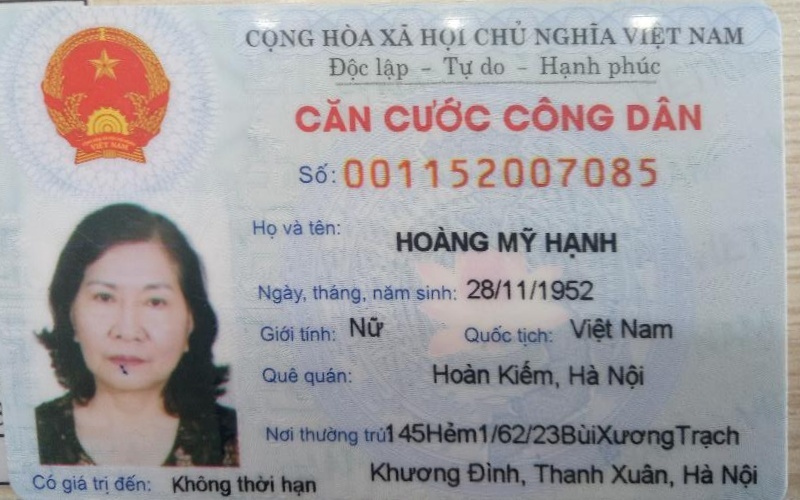 CỘNG HÒA XÃ HỘI CHỦ NGHĨA VIỆT NAM
Độc lập - Tự do - Hạnh phúc
CĂN CƯỚC CÔNG DÂN
Số: 001152007085
Họ và tên: HOÀNG MỸ HẠNH
Ngày, tháng, năm sinh: 28/11/1952
Giới tính: Nữ Quốc tịch: Việt Nam
Quê quán: Hoàn Kiếm, Hà Nội
Nơi thường trú: 145Hẻm1/62/23BùiXươngTrạch
Khương Đình, Thanh Xuân, Hà Nội
Có giá trị đến: Không thời hạn
VIỆT NAM